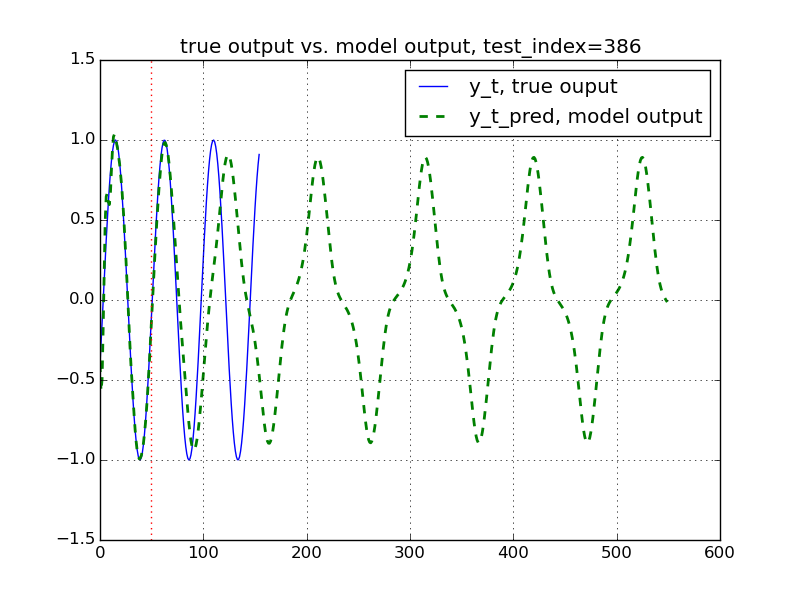 true output vs. model output, test_index=386
y_t, true ouput
y_t_pred, model output
1.5
1.0
0.5
0.0
−0.5
−1.0
−1.5
0 100 200 300 400 500 600